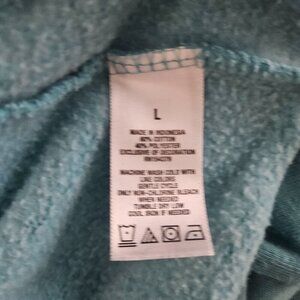 L
MADE IN INDONESIA
60% COTTON
40% POLYESTER
EXCLUSIVE OF DECORATION
MACHINE WASH COLD WITH
LIKE COLORS
GENTLE CYCLE
ONLY NON-CHLORINE BLEACH
WHEN NEEDED
TUMBLE DRY LOW
COOL IRON IF NEEDED